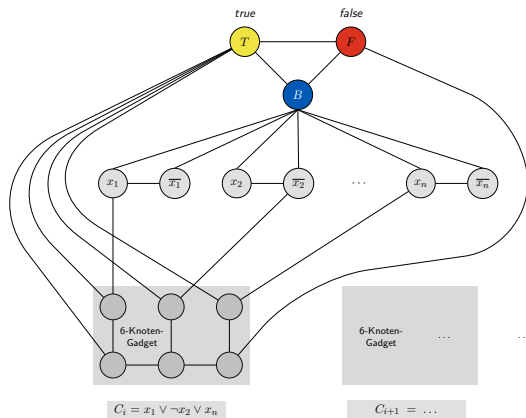 true false
T F
B
x₁ x̅₁ x₂ x̅₂ … xₙ x̅ₙ
6-Knoten-
Gadget
6-Knoten-
Gadget
… …
Cᵢ = x₁ ∨ ¬x₂ ∨ xₙ
Cᵢ₊₁ = …